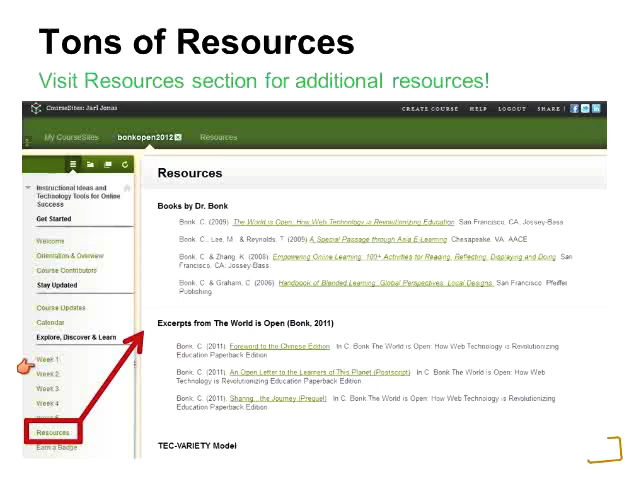 Tons of Resources
Visit Resources section for additional resources!
CourseSites: Jarl Jonas
CREATE COURSE HELP LOGOUT SHARE |
My CourseSites bonkopen2012 Resources
Instructional Ideas and
Technology Tools for Online
Success
Get Started
Welcome
Orientation & Overview
Course Contributors
Stay Updated
Course Updates
Calendar
Explore, Discover & Learn
Week 1
Week 2
Week 3
Week 4
Resources
Earn a Badge
Resources
Books by Dr. Bonk
Bonk, C. (2009). The World is Open: How Web Technology is Revolutionizing Education. San Francisco, CA: Jossey-Bass
Bonk, C., Lee, M. & Reynolds, T. (2009) A Special Passage through Asia E-Learning. Chesapeake, VA: AACE
Bonk, C. & Zhang, K. (2008). Empowering Online Learning: 100+ Activities for Reading, Reflecting, Displaying and Doing. San
Francisco, CA: Jossey-Bass
Bonk, C. & Graham, C. (2006). Handbook of Blended Learning: Global Perspectives, Local Designs. San Francisco: Pfeiffer
Publishing
Excerpts from The World is Open (Bonk, 2011)
Bonk, C. (2011). Foreword to the Chinese Edition. In C. Bonk The World is Open: How Web Technology is Revolutionizing
Education Paperback Edition.
Bonk, C. (2011). An Open Letter to the Learners of This Planet (Postscript). In C. Bonk The World is Open: How Web
Technology is Revolutionizing Education Paperback Edition.
Bonk, C. (2011). Sharing...the Journey (Prequel). In C. Bonk The World is Open: How Web Technology is Revolutionizing
Education Paperback Edition.
TEC-VARIETY Model